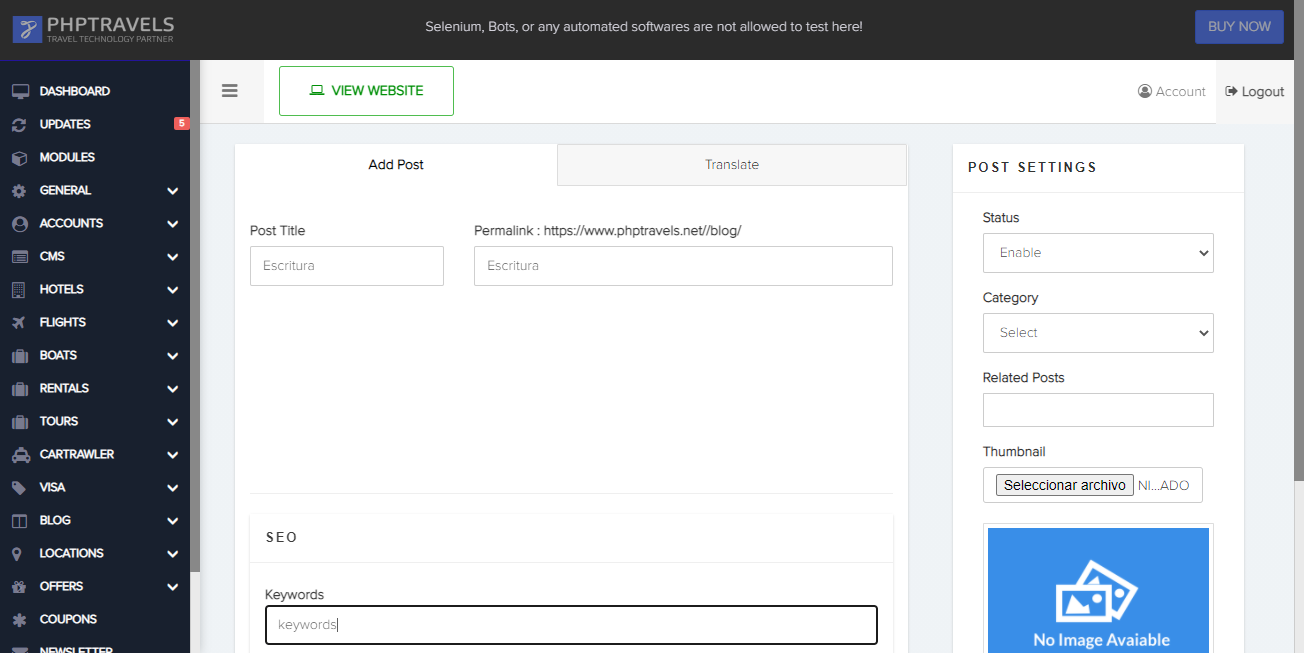 PHPTRAVELS
TRAVEL TECHNOLOGY PARTNER
Selenium, Bots, or any automated softwares are not allowed to test here!
BUY NOW
DASHBOARD
UPDATES 5
MODULES
GENERAL
ACCOUNTS
CMS
HOTELS
FLIGHTS
BOATS
RENTALS
TOURS
CARTRAWLER
VISA
BLOG
LOCATIONS
OFFERS
COUPONS
NEWSLETTER
VIEW WEBSITE
Account
Logout
Add Post
Translate
Post Title
Escritura
Permalink : https://www.phptravels.net//blog/
Escritura
SEO
Keywords
keywords
POST SETTINGS
Status
Enable
Category
Select
Related Posts
Thumbnail
Seleccionar archivo NI...ADO
No Image Avaiable